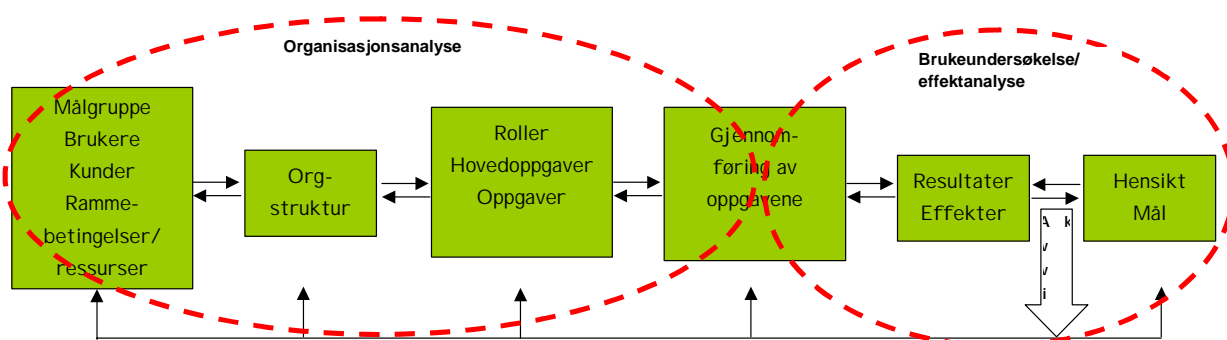 Organisasjonsanalyse
Brukeundersøkelse/
effektanalyse
Målgruppe
Brukere
Kunder
Ramme-
betingelser/
ressurser
Org-
struktur
Roller
Hovedoppgaver
Oppgaver
Gjennom-
føring av
oppgavene
Resultater
Effekter
Hensikt
Mål